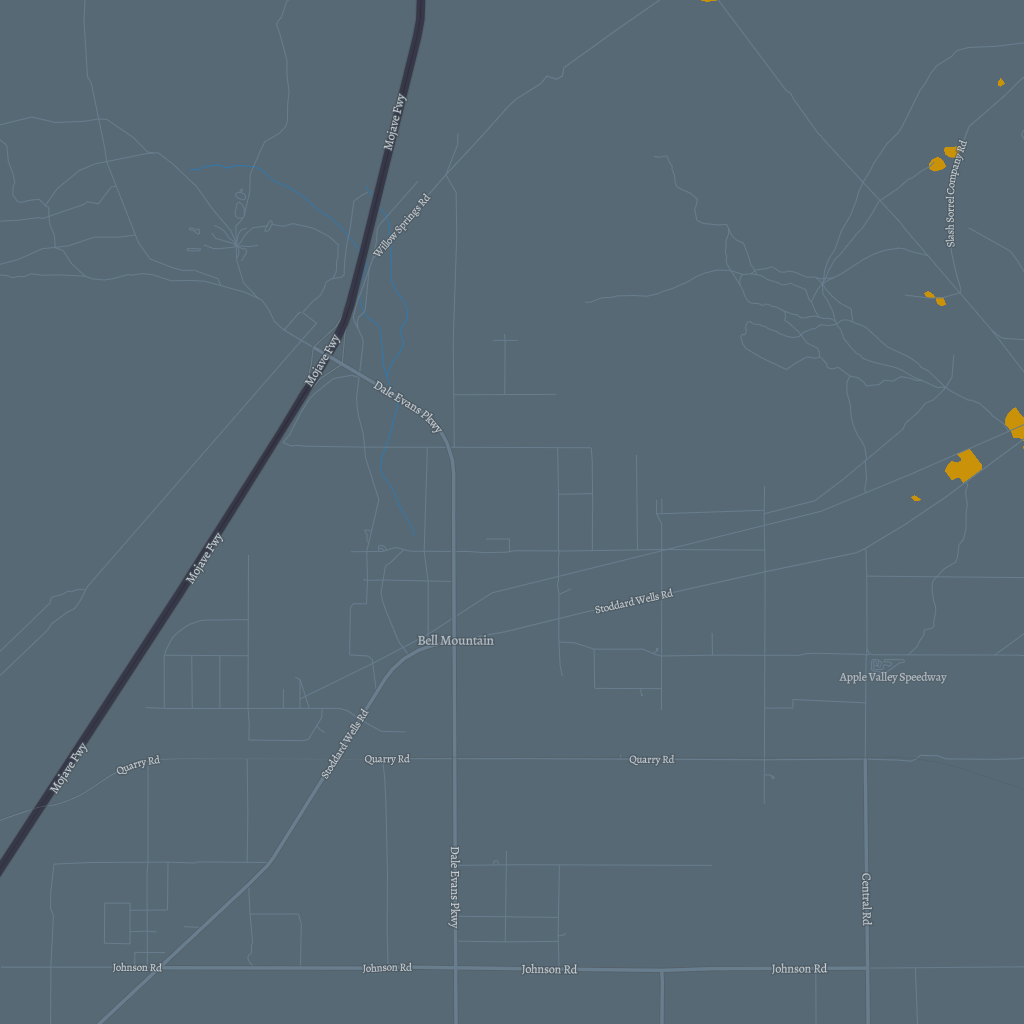 Mojave Fwy
Slash Sorrel Company Rd
Willow Springs Rd
Mojave Fwy
Dale Evans Pkwy
Mojave Fwy
Stoddard Wells Rd
Bell Mountain
Apple Valley Speedway
Stoddard Wells Rd
Mojave Fwy
Quarry Rd
Quarry Rd
Quarry Rd
Dale Evans Pkwy
Central Rd
Johnson Rd
Johnson Rd
Johnson Rd
Johnson Rd